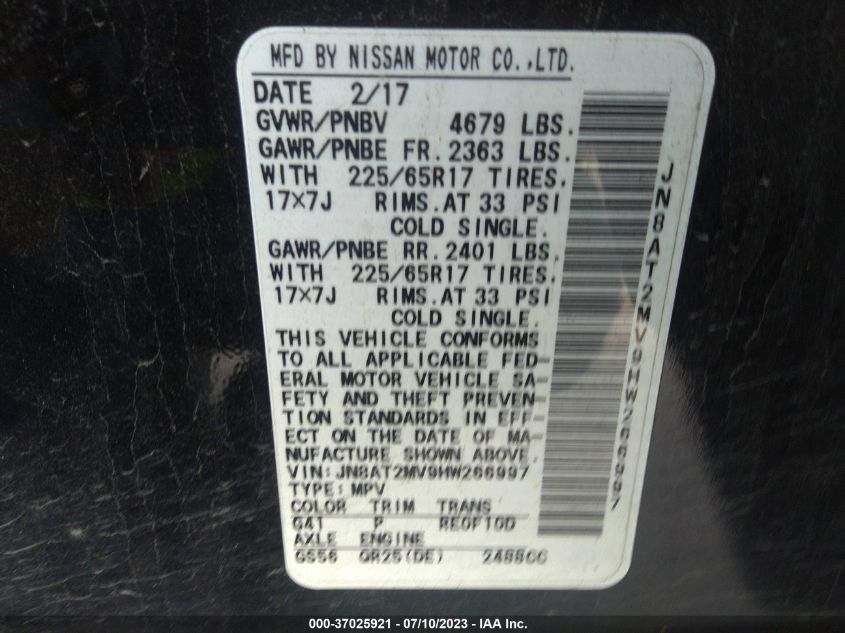 MFD BY NISSAN MOTOR CO.,LTD.
DATE 2/17
GVWR/PNBV 4679 LBS.
GAWR/PNBE FR. 2363 LBS.
WITH 225/65R17 TIRES.
17×7J RIMS.AT 33 PSI
COLD SINGLE.
GAWR/PNBE RR. 2401 LBS.
WITH 225/65R17 TIRES.
17×7J RIMS.AT 33 PSI
COLD SINGLE.
THIS VEHICLE CONFORMS
TO ALL APPLICABLE FED-
ERAL MOTOR VEHICLE SA-
FETY AND THEFT PREVEN-
TION STANDARDS IN EFF-
ECT ON THE DATE OF MA-
NUFACTURE SHOWN ABOVE.
VIN:JN8AT2MV9HW266997
TYPE:MPV
COLOR TRIM TRANS
G41 P RE0F10D
AXLE ENGINE
GS56 QR25(DE) 2488CC
JN8AT2MV9HW266997
000-37025921 - 07/10/2023 - IAA Inc.